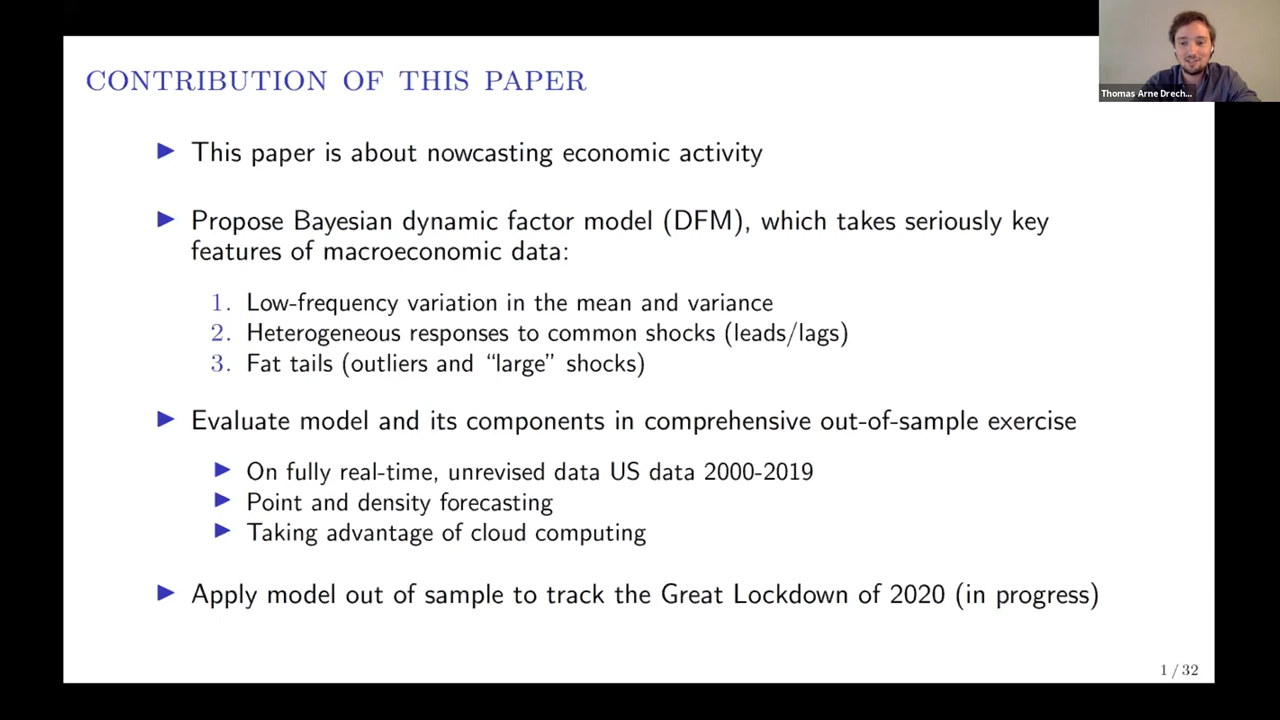 CONTRIBUTION OF THIS PAPER
Thomas Arne Drech...
▶ This paper is about nowcasting economic activity
▶ Propose Bayesian dynamic factor model (DFM), which takes seriously key
features of macroeconomic data:
1. Low-frequency variation in the mean and variance
2. Heterogeneous responses to common shocks (leads/lags)
3. Fat tails (outliers and “large” shocks)
▶ Evaluate model and its components in comprehensive out-of-sample exercise
▶ On fully real-time, unrevised data US data 2000-2019
▶ Point and density forecasting
▶ Taking advantage of cloud computing
▶ Apply model out of sample to track the Great Lockdown of 2020 (in progress)
1 / 32